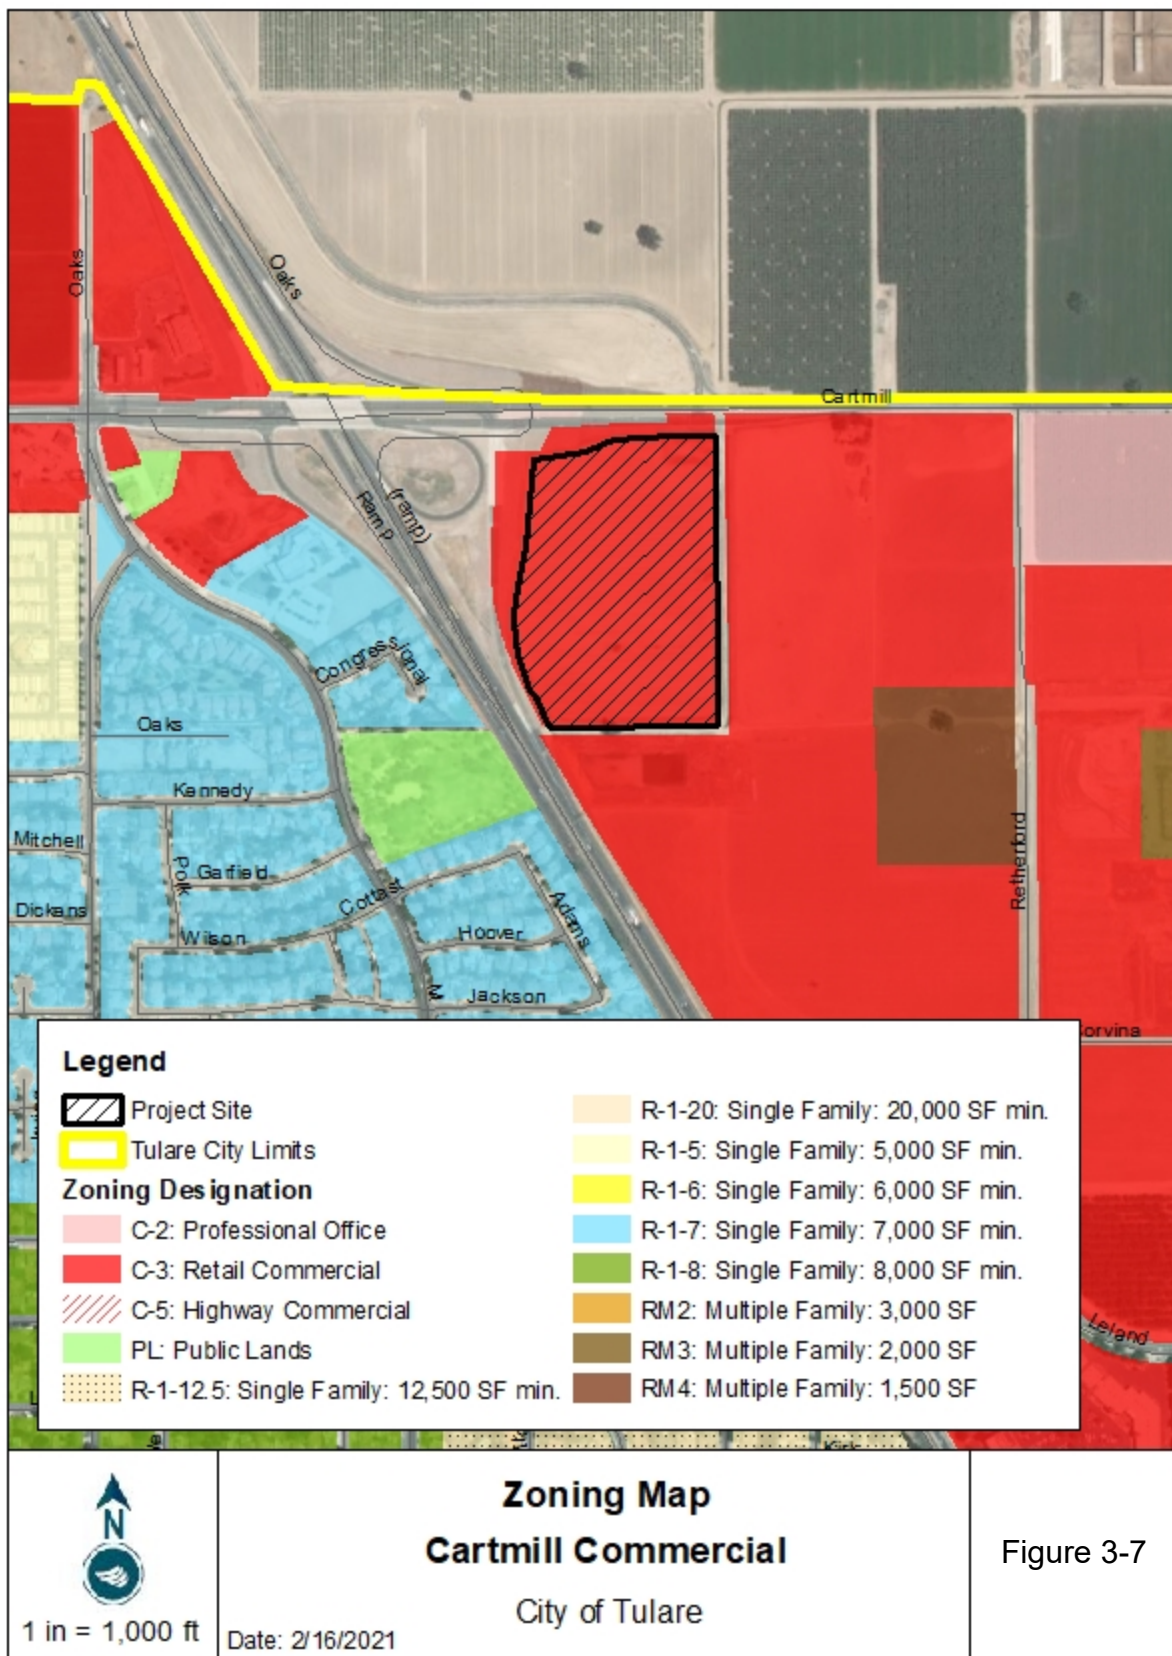 Oaks
Oaks
Cartmill
Ramp
(ramp)
Congressional
Oaks
Kennedy
Mitchell
Polk
Garfield
Retherford
Dickens
Cottast
Adams
Wilson
Hoover
M
Jackson
Corvina
Leland
Legend
Project Site
Tulare City Limits
Zoning Designation
C-2: Professional Office
C-3: Retail Commercial
C-5: Highway Commercial
PL: Public Lands
R-1-12.5: Single Family: 12,500 SF min.
R-1-20: Single Family: 20,000 SF min.
R-1-5: Single Family: 5,000 SF min.
R-1-6: Single Family: 6,000 SF min.
R-1-7: Single Family: 7,000 SF min.
R-1-8: Single Family: 8,000 SF min.
RM2: Multiple Family: 3,000 SF
RM3: Multiple Family: 2,000 SF
RM4: Multiple Family: 1,500 SF
Kirk
N
1 in = 1,000 ft
Zoning Map
Cartmill Commercial
City of Tulare
Date: 2/16/2021
Figure 3-7